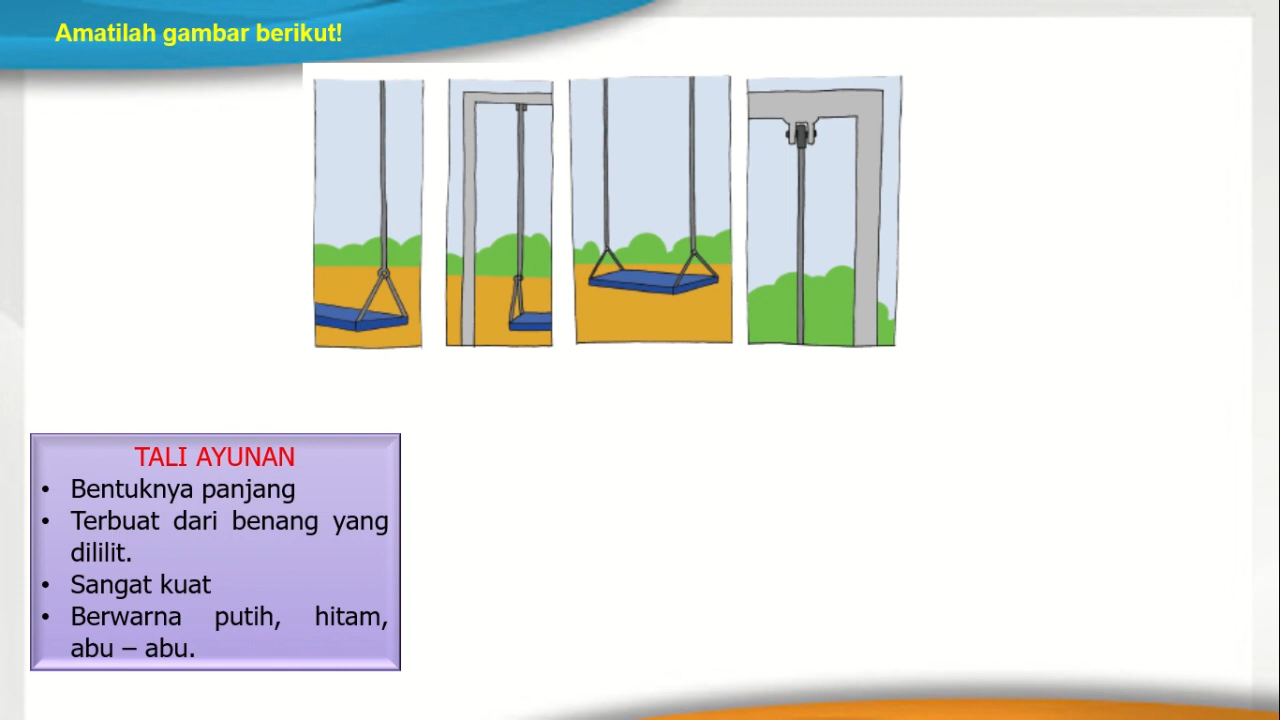 Amatilah gambar berikut!
TALI AYUNAN
• Bentuknya panjang
• Terbuat dari benang yang
dililit.
• Sangat kuat
• Berwarna putih, hitam,
abu – abu.